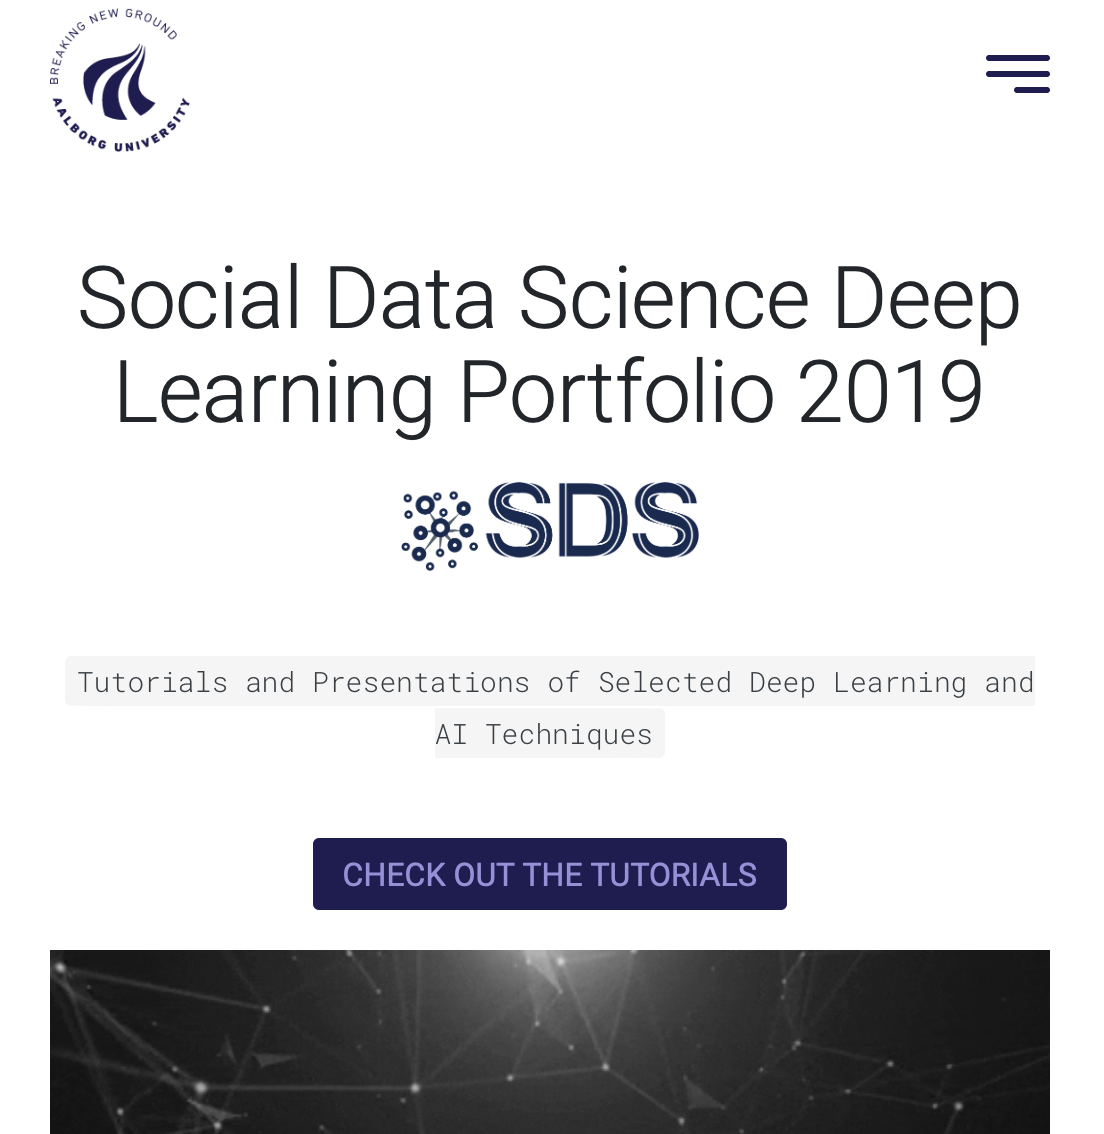 BREAKING NEW GROUND
AALBORG UNIVERSITY
Social Data Science Deep
Learning Portfolio 2019
SDS
Tutorials and Presentations of Selected Deep Learning and
AI Techniques
CHECK OUT THE TUTORIALS